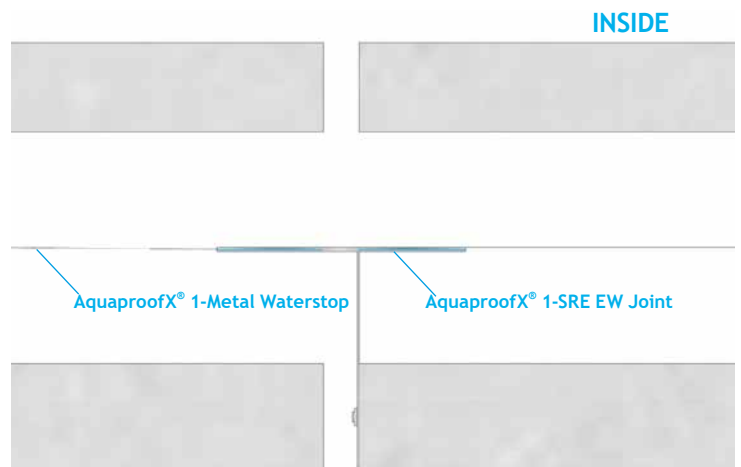 INSIDE
AquaproofX® 1-Metal Waterstop
AquaproofX® 1-SRE EW Joint